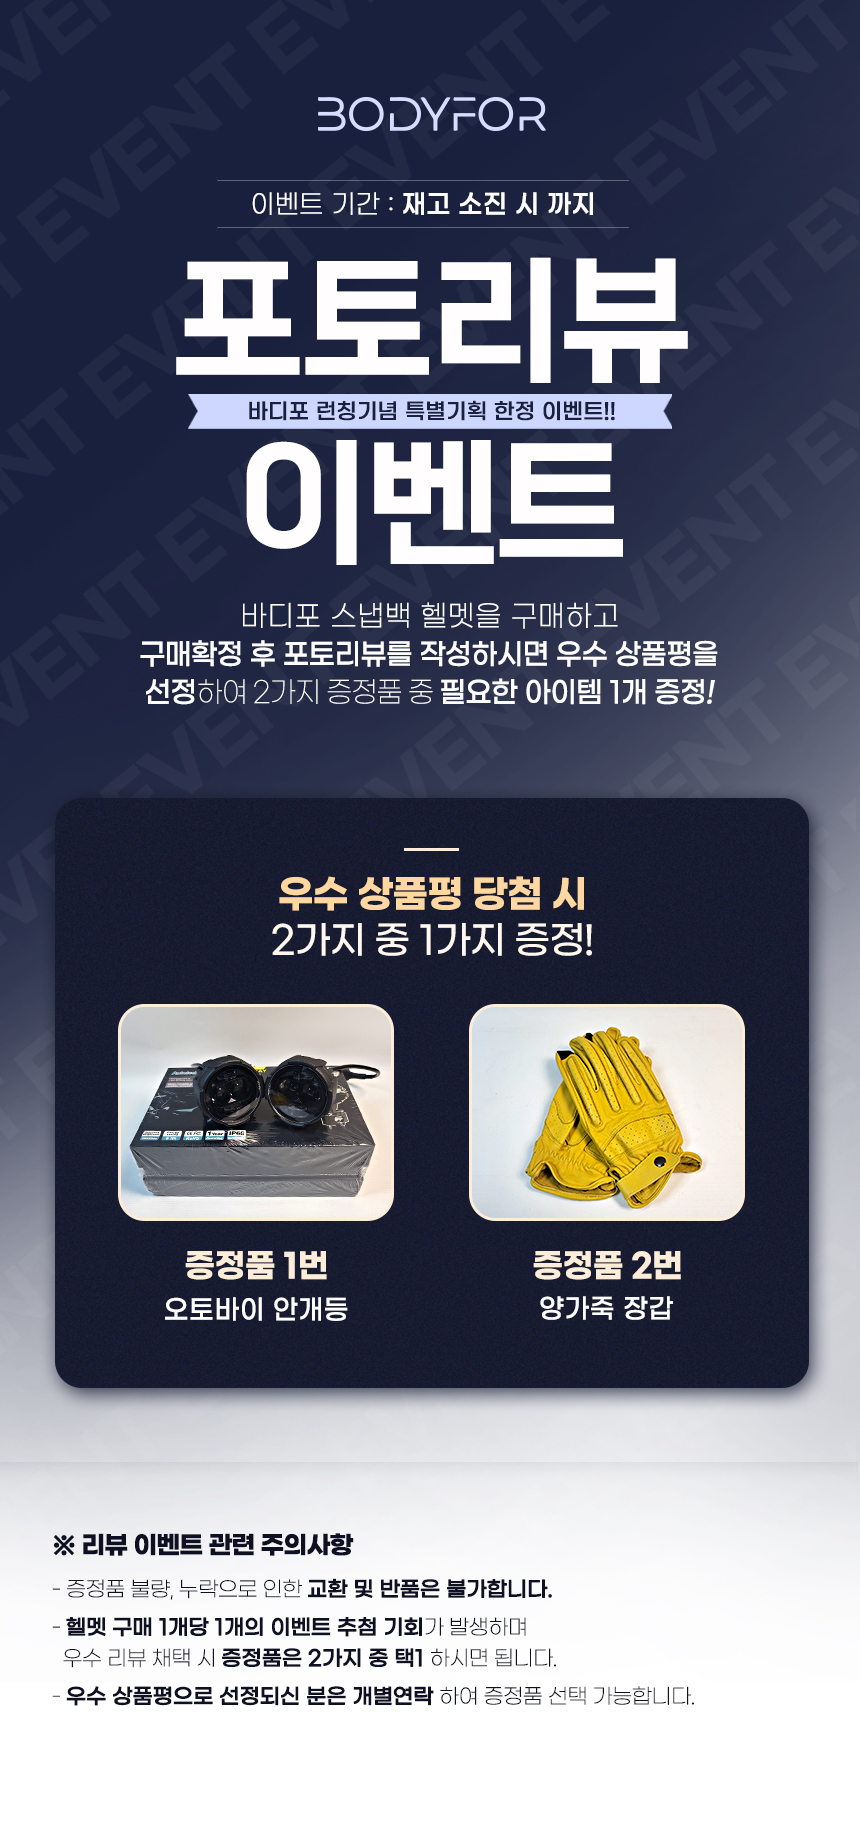 BODYFOR
이벤트 기간 : 재고 소진 시 까지
포토리뷰
바디포 런칭기념 특별기획 한정 이벤트!!
이벤트
바디포 스냅백 헬멧을 구매하고
구매확정 후 포토리뷰를 작성하시면 우수 상품평을
선정하여 2가지 증정품 중 필요한 아이템 1개 증정!
우수 상품평 당첨 시
2가지 중 1가지 증정!
1 Year IP66
증정품 1번
오토바이 안개등
증정품 2번
양가죽 장갑
※ 리뷰 이벤트 관련 주의사항
- 증정품 불량, 누락으로 인한 교환 및 반품은 불가합니다.
- 헬멧 구매 1개당 1개의 이벤트 추첨 기회가 발생하며
우수 리뷰 채택 시 증정품은 2가지 중 택1 하시면 됩니다.
- 우수 상품평으로 선정되신 분은 개별연락 하여 증정품 선택 가능합니다.